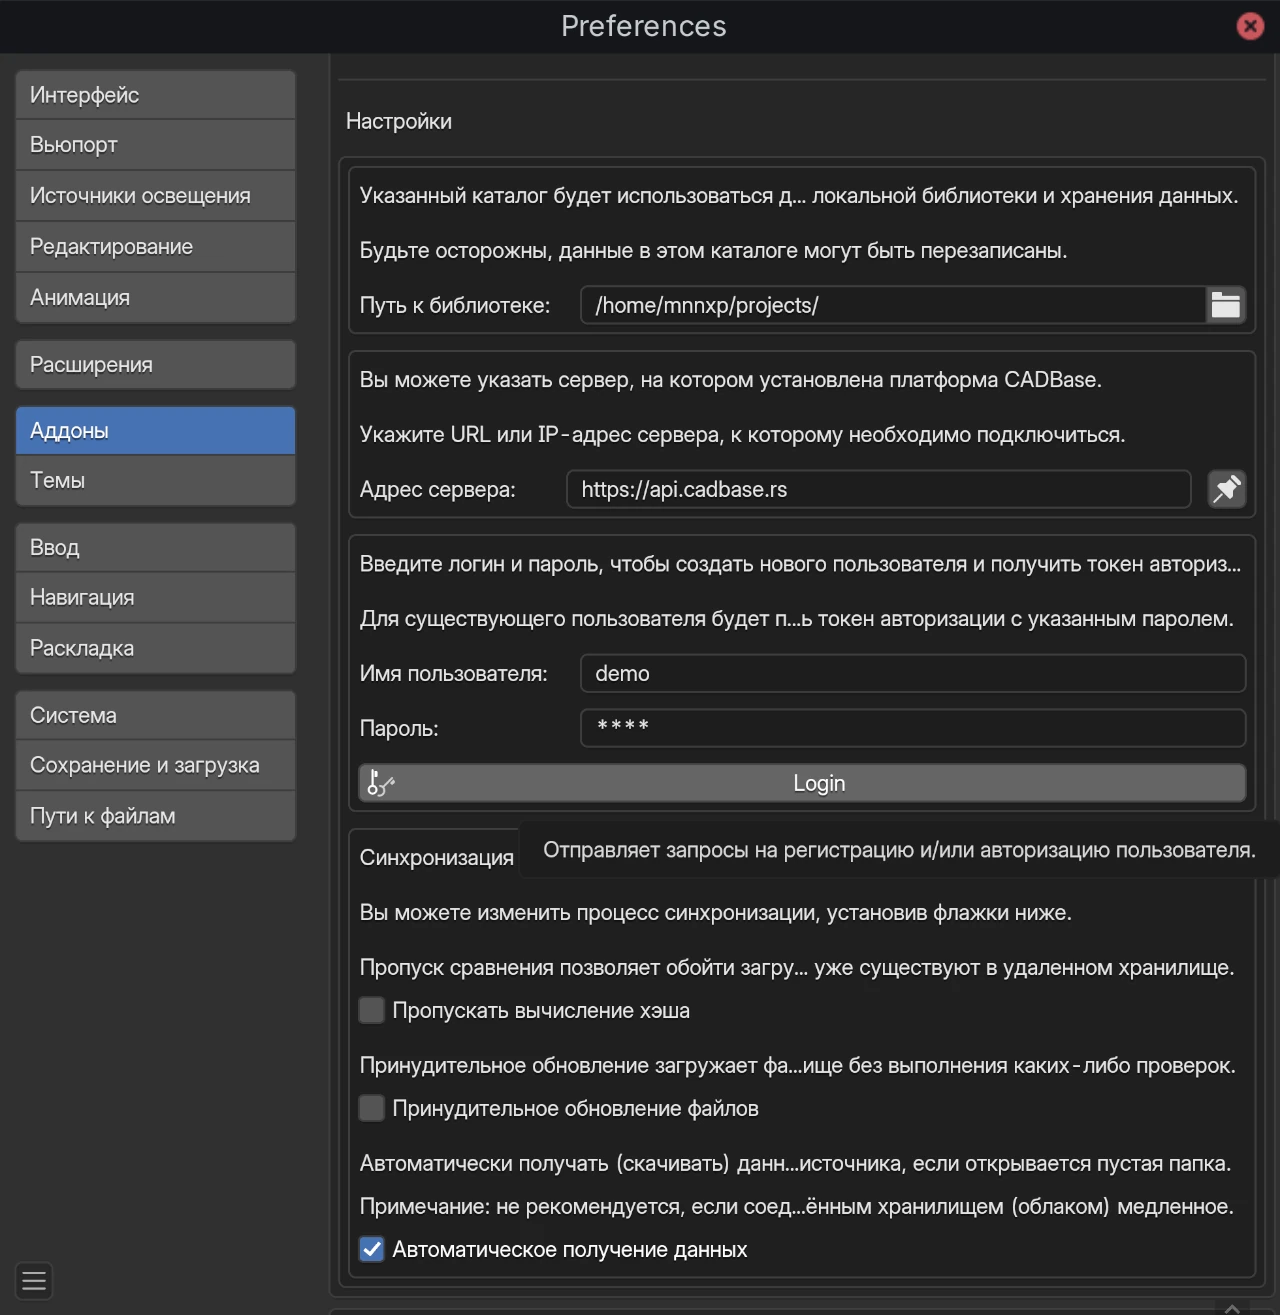 Preferences
Интерфейс
Вьюпорт
Источники освещения
Редактирование
Анимация
Расширения
Аддоны
Темы
Ввод
Навигация
Раскладка
Система
Сохранение и загрузка
Пути к файлам
Настройки
Указанный каталог будет использоваться д... локальной библиотеки и хранения данных.
Будьте осторожны, данные в этом каталоге могут быть перезаписаны.
Путь к библиотеке: /home/mnnxp/projects/
Вы можете указать сервер, на котором установлена платформа CADBase.
Укажите URL или IP-адрес сервера, к которому необходимо подключиться.
Адрес сервера: https://api.cadbase.rs
Введите логин и пароль, чтобы создать нового пользователя и получить токен авториз...
Для существующего пользователя будет п...ь токен авторизации с указанным паролем.
Имя пользователя: demo
Пароль: ****
Login
Синхронизация
Отправляет запросы на регистрацию и/или авторизацию пользователя.
Вы можете изменить процесс синхронизации, установив флажки ниже.
Пропуск сравнения позволяет обойти загру... уже существуют в удаленном хранилище.
Пропускать вычисление хэша
Принудительное обновление загружает фа...ище без выполнения каких-либо проверок.
Принудительное обновление файлов
Автоматически получать (скачивать) данн...источника, если открывается пустая папка.
Примечание: не рекомендуется, если соед...ённым хранилищем (облаком) медленное.
Автоматическое получение данных